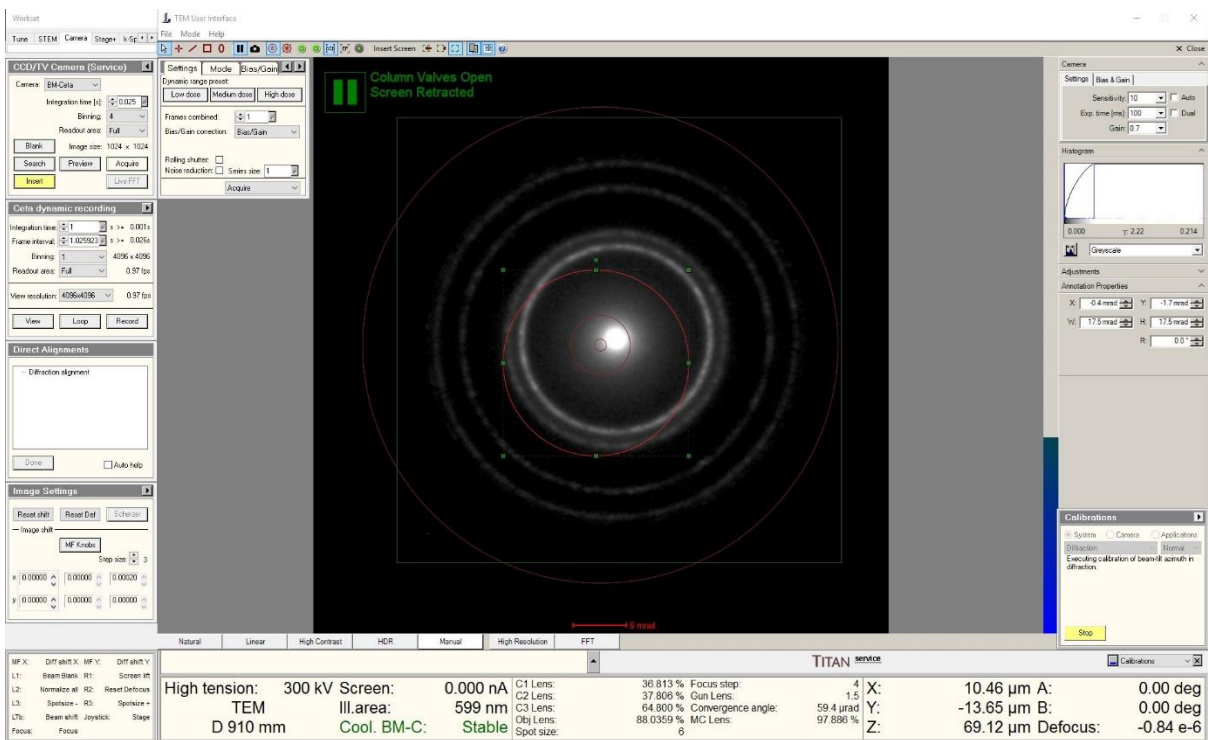 Workset
Tune STEM Camera Stage+ k-Sp
CCD/TV Camera (Service)
Camera: BM-Ceta
Integration time [s]: 0.025
Binning: 4
Readout area: Full
Blank Image size: 1024 x 1024
Search Preview Acquire
Insert Live FFT
Ceta dynamic recording
Integration time: 1 s >= 0.001s
Frame interval: 1.025923 s >= 0.026s
Binning: 1 4096 x 4096
Readout area: Full 0.97 fps
View resolution: 4096x4096 0.97 fps
View Loop Record
Direct Alignments
Diffraction alignment
Done Auto help
Image Settings
Reset shift Reset Def Scherzer
Image shift
MF Knobs
Step size: 3
x 0.00000 0.00000 0.00020
y 0.00000 0.00000 0.00000
MF X: Diff shift X MF Y: Diff shift Y
L1: Beam Blank R1: Screen lift
L2: Normalize all R2: Reset Defocus
L3: Spotsize - R3: Spotsize +
LTb: Beam shift Joystick: Stage
Focus: Focus
TEM User Interface
File Mode Help
Insert Screen
Close
Settings Mode Bias/Gain
Dynamic range preset:
Low dose Medium dose High dose
Frames combined: 1
Bias/Gain correction: Bias/Gain
Rolling shutter:
Noise reduction: Series size: 1
Acquire
Column Valves Open
Screen Retracted
5 mrad
Natural Linear High Contrast HDR Manual High Resolution FFT
Camera
Settings Bias & Gain
Sensitivity: 10 Auto
Exp. time [ms]: 100 Dual
Gain: 0.7
Histogram
0.000 γ: 2.22 0.214
Greyscale
Adjustments
Annotation Properties
X: -0.4 mrad Y: -1.7 mrad
W: 17.5 mrad H: 17.5 mrad
R: 0.0 °
Calibrations
System Camera Applications
Diffraction Normal
Executing calibration of beam-tilt azimuth in
diffraction.
Stop
TITAN service
Calibrations
High tension: 300 kV Screen: 0.000 nA
TEM Ill.area: 599 nm
D 910 mm Cool. BM-C: Stable
C1 Lens: 36.813 % Focus step: 4
C2 Lens: 37.806 % Gun Lens: 1.5
C3 Lens: 64.800 % Convergence angle: 59.4 µrad
Obj Lens: 88.0359 % MC Lens: 97.886 %
Spot size: 6
X: 10.46 µm A: 0.00 deg
Y: -13.65 µm B: 0.00 deg
Z: 69.12 µm Defocus: -0.84 e-6